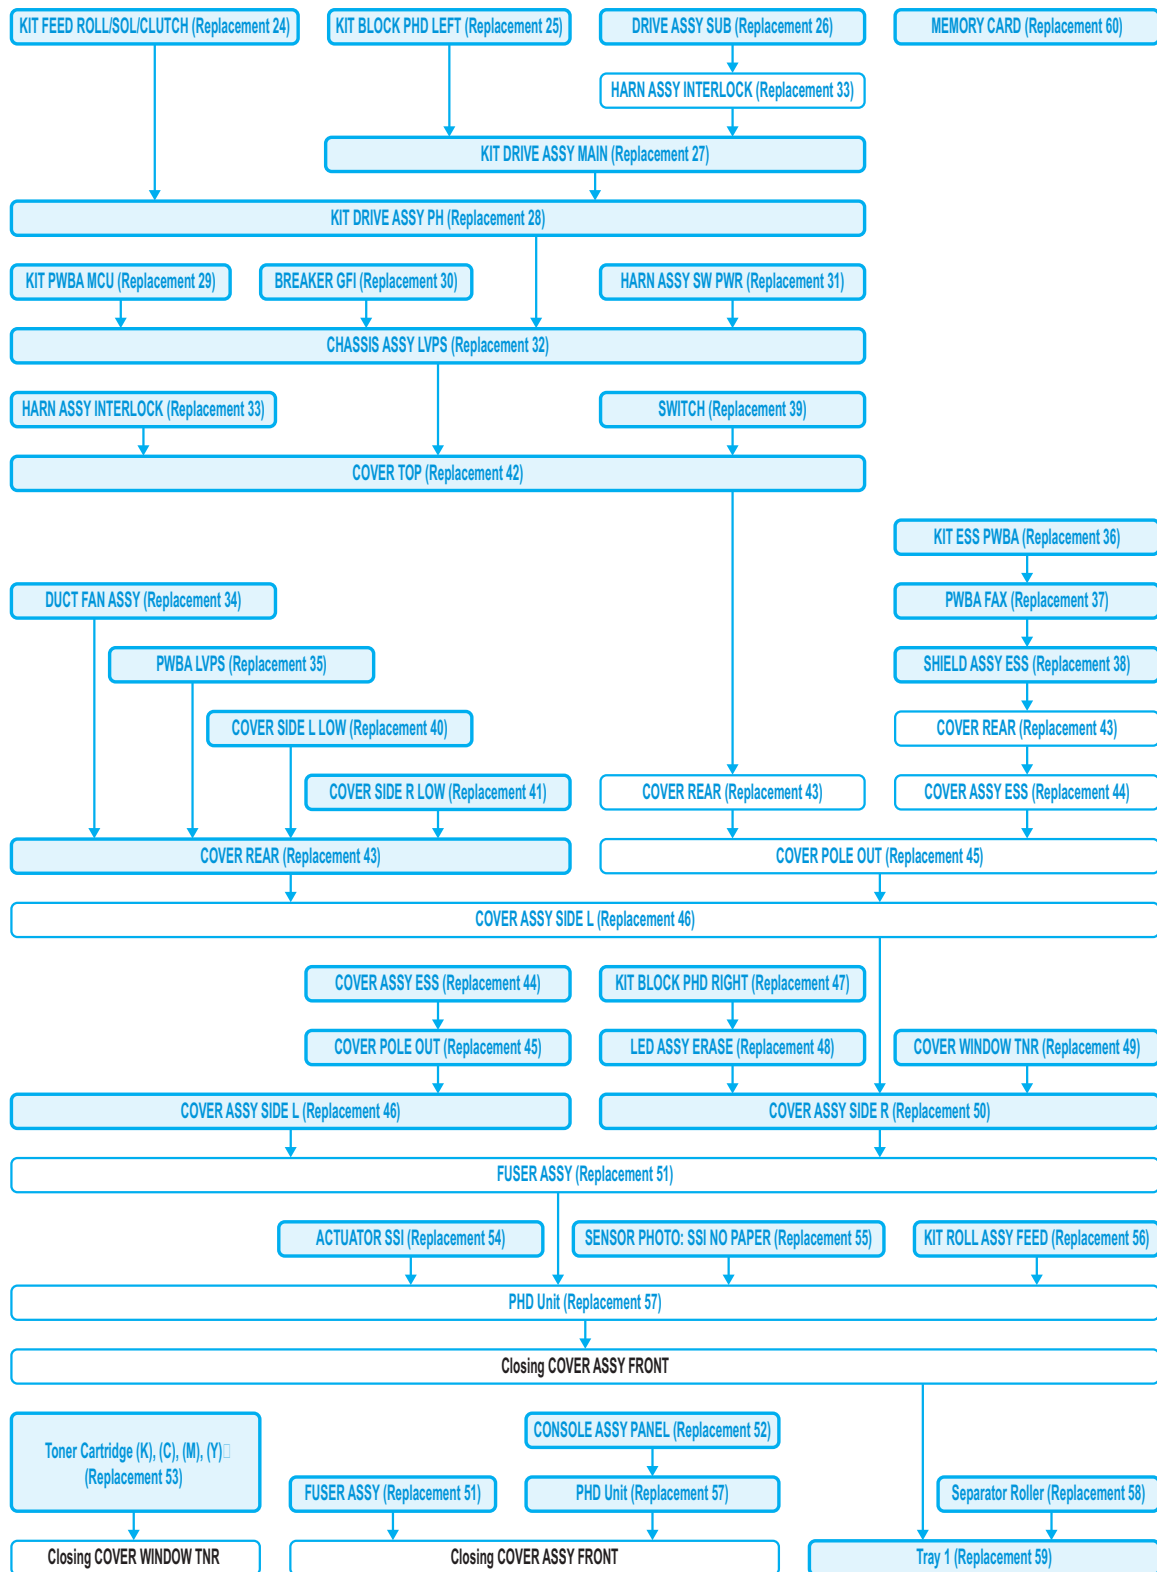 KIT FEED ROLL/SOL/CLUTCH (Replacement 24)
KIT BLOCK PHD LEFT (Replacement 25)
DRIVE ASSY SUB (Replacement 26)
MEMORY CARD (Replacement 60)
HARN ASSY INTERLOCK (Replacement 33)
KIT DRIVE ASSY MAIN (Replacement 27)
KIT DRIVE ASSY PH (Replacement 28)
KIT PWBA MCU (Replacement 29)
BREAKER GFI (Replacement 30)
HARN ASSY SW PWR (Replacement 31)
CHASSIS ASSY LVPS (Replacement 32)
HARN ASSY INTERLOCK (Replacement 33)
SWITCH (Replacement 39)
COVER TOP (Replacement 42)
KIT ESS PWBA (Replacement 36)
DUCT FAN ASSY (Replacement 34)
PWBA FAX (Replacement 37)
PWBA LVPS (Replacement 35)
SHIELD ASSY ESS (Replacement 38)
COVER SIDE L LOW (Replacement 40)
COVER REAR (Replacement 43)
COVER SIDE R LOW (Replacement 41)
COVER REAR (Replacement 43)
COVER ASSY ESS (Replacement 44)
COVER REAR (Replacement 43)
COVER POLE OUT (Replacement 45)
COVER ASSY SIDE L (Replacement 46)
COVER ASSY ESS (Replacement 44)
KIT BLOCK PHD RIGHT (Replacement 47)
COVER POLE OUT (Replacement 45)
LED ASSY ERASE (Replacement 48)
COVER WINDOW TNR (Replacement 49)
COVER ASSY SIDE L (Replacement 46)
COVER ASSY SIDE R (Replacement 50)
FUSER ASSY (Replacement 51)
ACTUATOR SSI (Replacement 54)
SENSOR PHOTO: SSI NO PAPER (Replacement 55)
KIT ROLL ASSY FEED (Replacement 56)
PHD Unit (Replacement 57)
Closing COVER ASSY FRONT
Toner Cartridge (K), (C), (M), (Y)
(Replacement 53)
CONSOLE ASSY PANEL (Replacement 52)
FUSER ASSY (Replacement 51)
PHD Unit (Replacement 57)
Separator Roller (Replacement 58)
Closing COVER WINDOW TNR
Closing COVER ASSY FRONT
Tray 1 (Replacement 59)